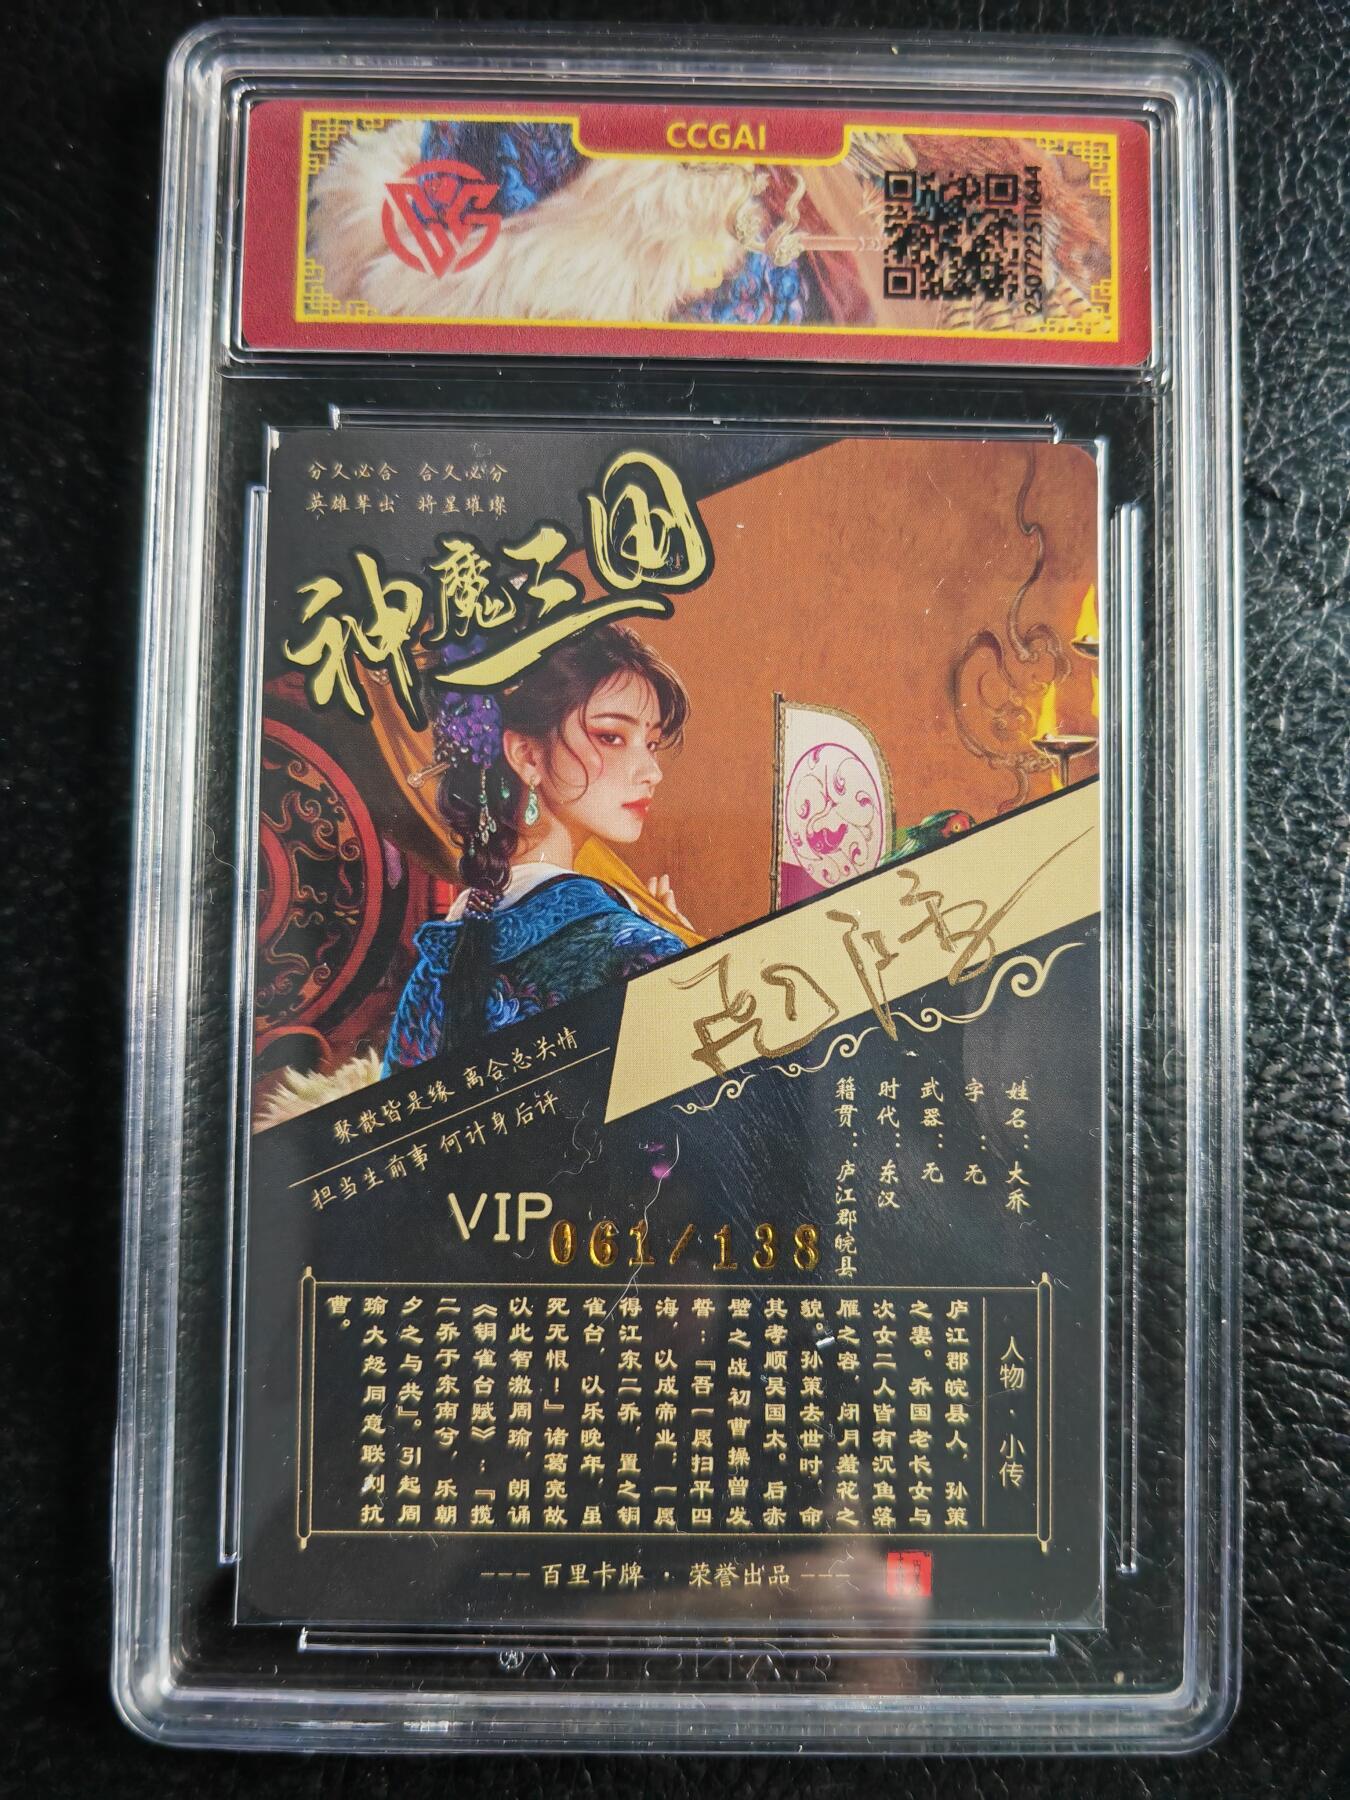 CCGAI
250722511644
分久必合 合久必分
英雄辈出 将星璀璨
神魔三国
聚散皆是缘 离合总关情
担当生前事 何计身后评
姓名：大乔
字：无
武器：无
时代：东汉
籍贯：庐江郡皖县
VIP 061/138
人物·小传
庐江郡皖县人，孙策
之妻。乔国老长女与
次女二人皆有沉鱼落
雁之容，闭月羞花之
貌。孙策去世时，命
其孝顺吴国太。后赤
壁之战初曹操曾发
誓：『吾一愿扫平四
海，以成帝业；一愿
得江东二乔，置之铜
雀台，以乐晚年，虽
死无恨！』诸葛亮故
以此智激周瑜，朗诵
《铜雀台赋》：『揽
二乔于东南兮，乐朝
夕之与共』。引起周
瑜大怒同意联刘抗
曹。
---百里卡牌·荣誉出品---